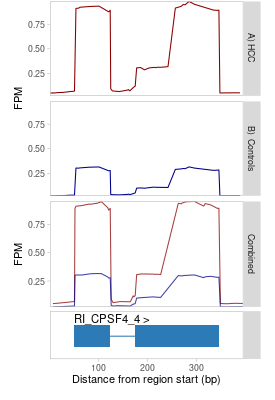 0.75
0.50
0.25
FPM
A) HCC
0.75
0.50
0.25
B) Controls
0.75
0.50
0.25
FPM
Combined
RI_CPSF4_4 >
100
200
300
Distance from region start (bp)